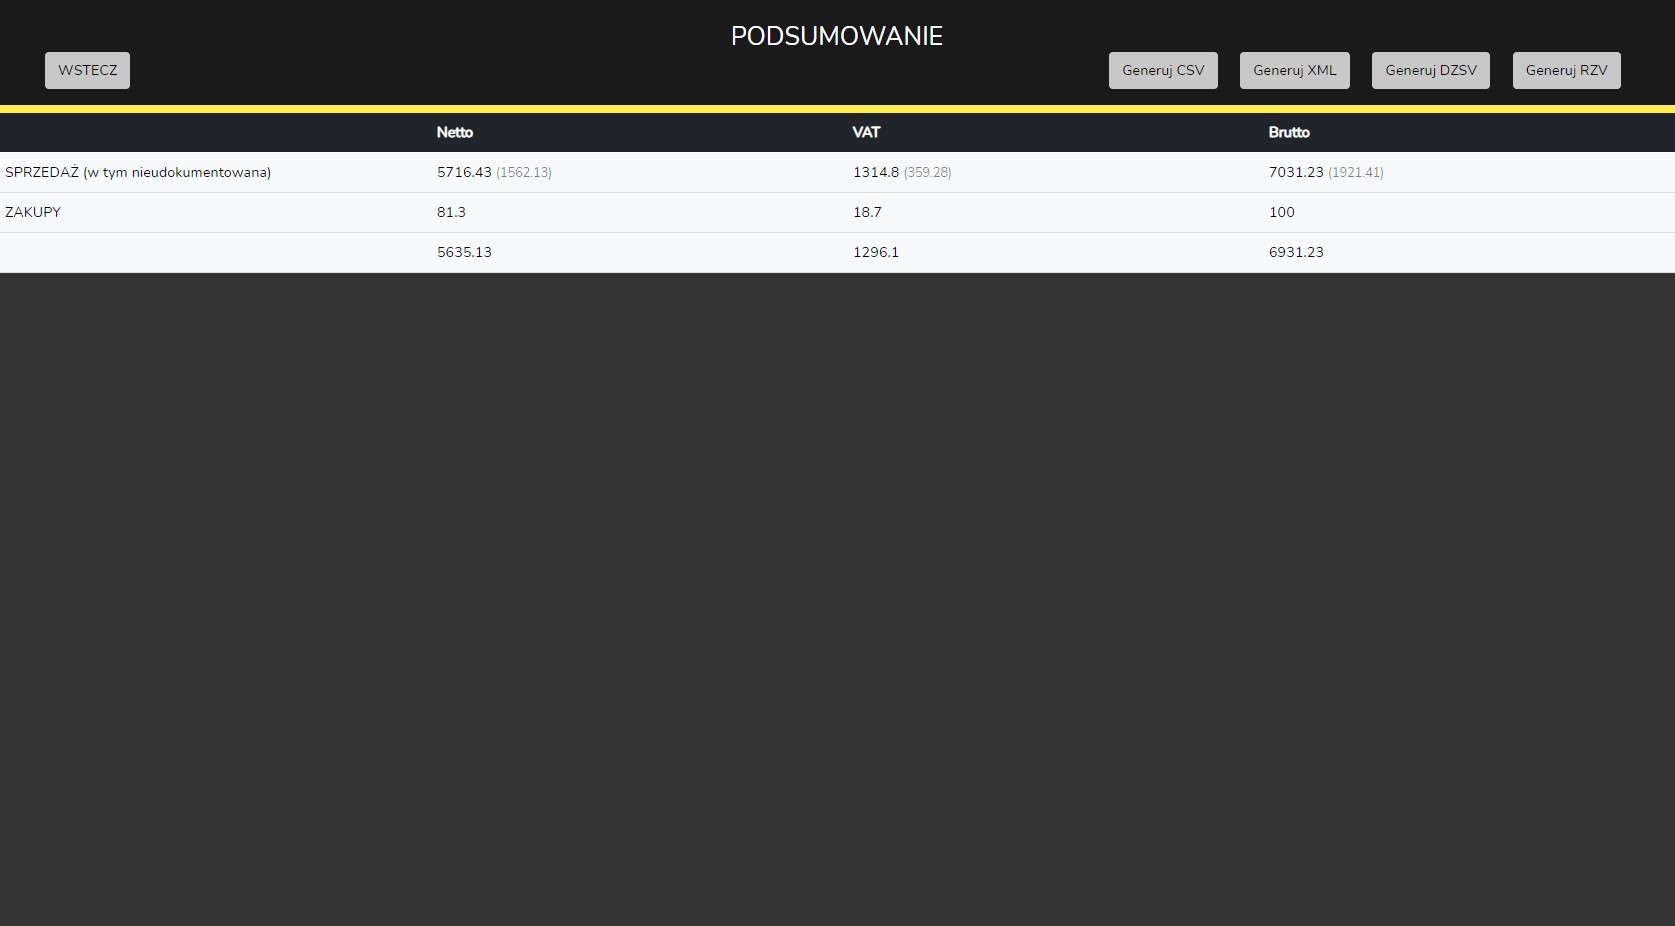 PODSUMOWANIE
WSTECZ Generuj CSV Generuj XML Generuj DZSV Generuj RZV
Netto VAT Brutto
SPRZEDAŻ (w tym nieudokumentowana) 5716.43 (1562.13) 1314.8 (359.28) 7031.23 (1921.41)
ZAKUPY 81.3 18.7 100
5635.13 1296.1 6931.23